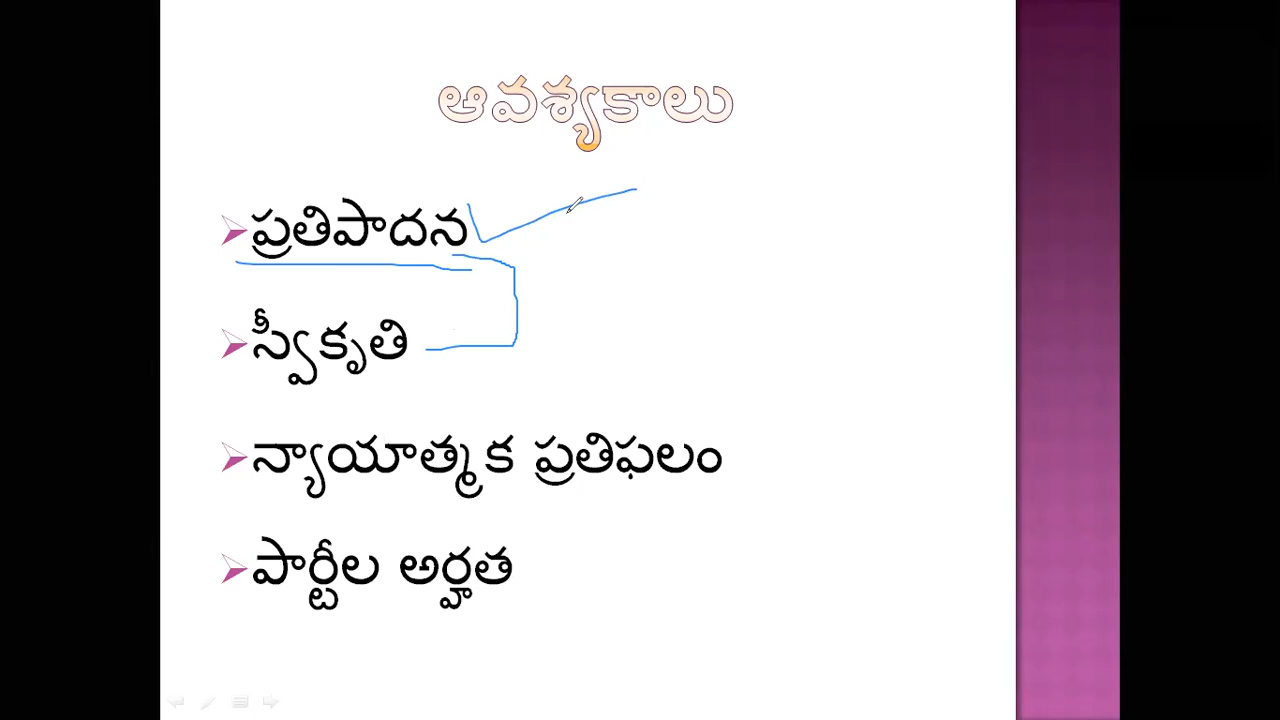 ఆవశ్యకాలు
ప్రతిపాదన
స్వీకృతి
న్యాయాత్మక ప్రతిఫలం
పార్టీల అర్హత